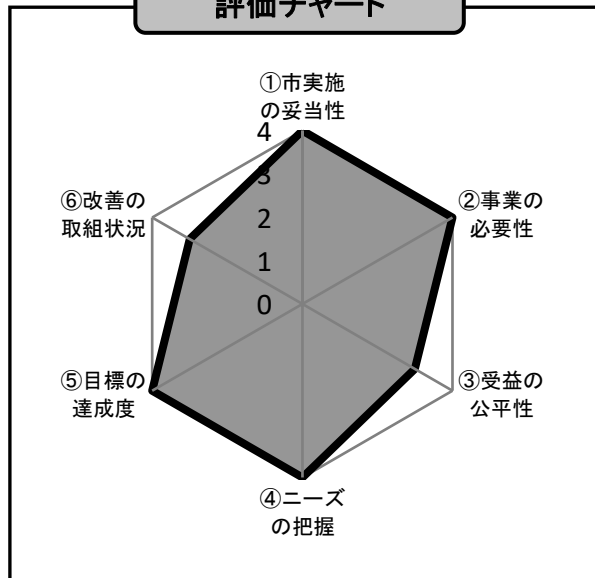 評価チャート
①市実施
の妥当性
4
3
2
1
0
②事業の
必要性
③受益の
公平性
④ニーズ
の把握
⑤目標の
達成度
⑥改善の
取組状況